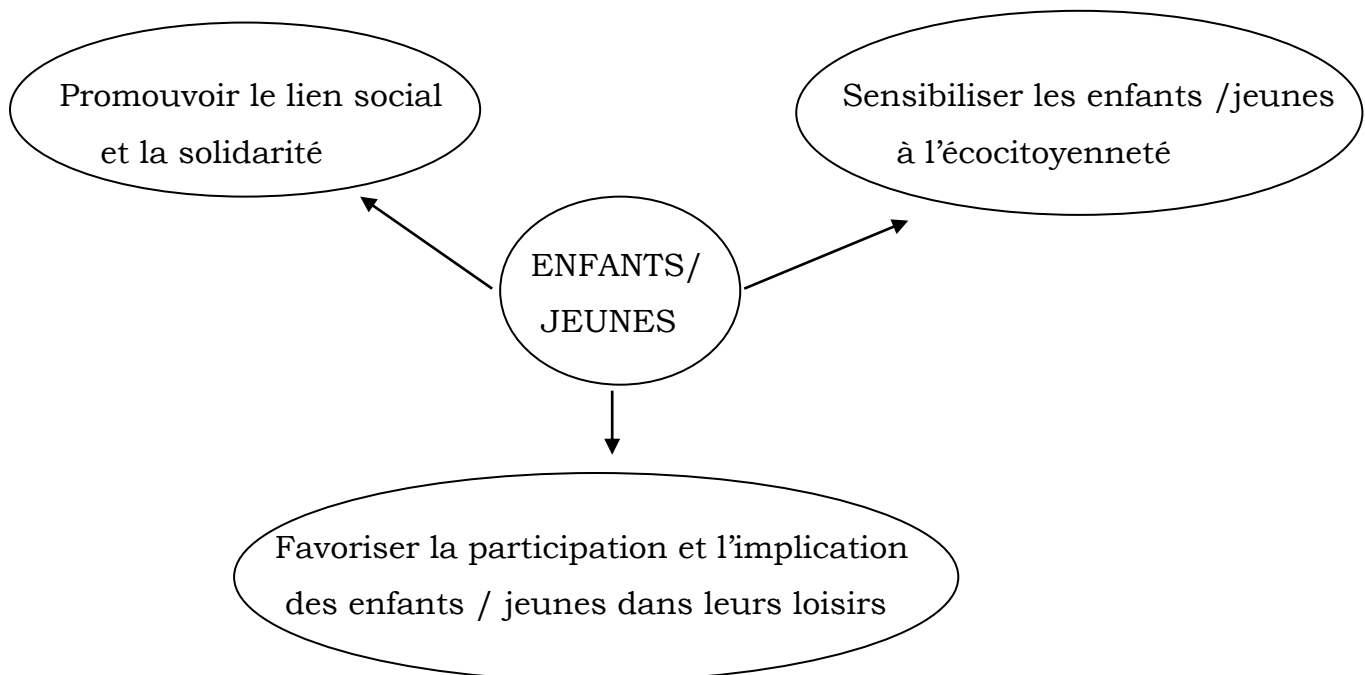 Promouvoir le lien social
et la solidarité
Sensibiliser les enfants /jeunes
à l’écocitoyenneté
ENFANTS/
JEUNES
Favoriser la participation et l’implication
des enfants / jeunes dans leurs loisirs